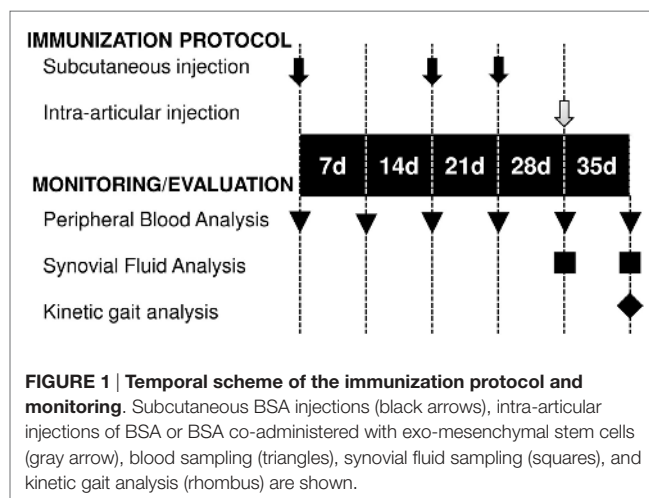 IMMUNIZATION PROTOCOL
Subcutaneous injection
Intra-articular injection
7d 14d 21d 28d 35d
MONITORING/EVALUATION
Peripheral Blood Analysis
Synovial Fluid Analysis
Kinetic gait analysis
FIGURE 1 | Temporal scheme of the immunization protocol and
monitoring. Subcutaneous BSA injections (black arrows), intra-articular
injections of BSA or BSA co-administered with exo-mesenchymal stem cells
(gray arrow), blood sampling (triangles), synovial fluid sampling (squares), and
kinetic gait analysis (rhombus) are shown.